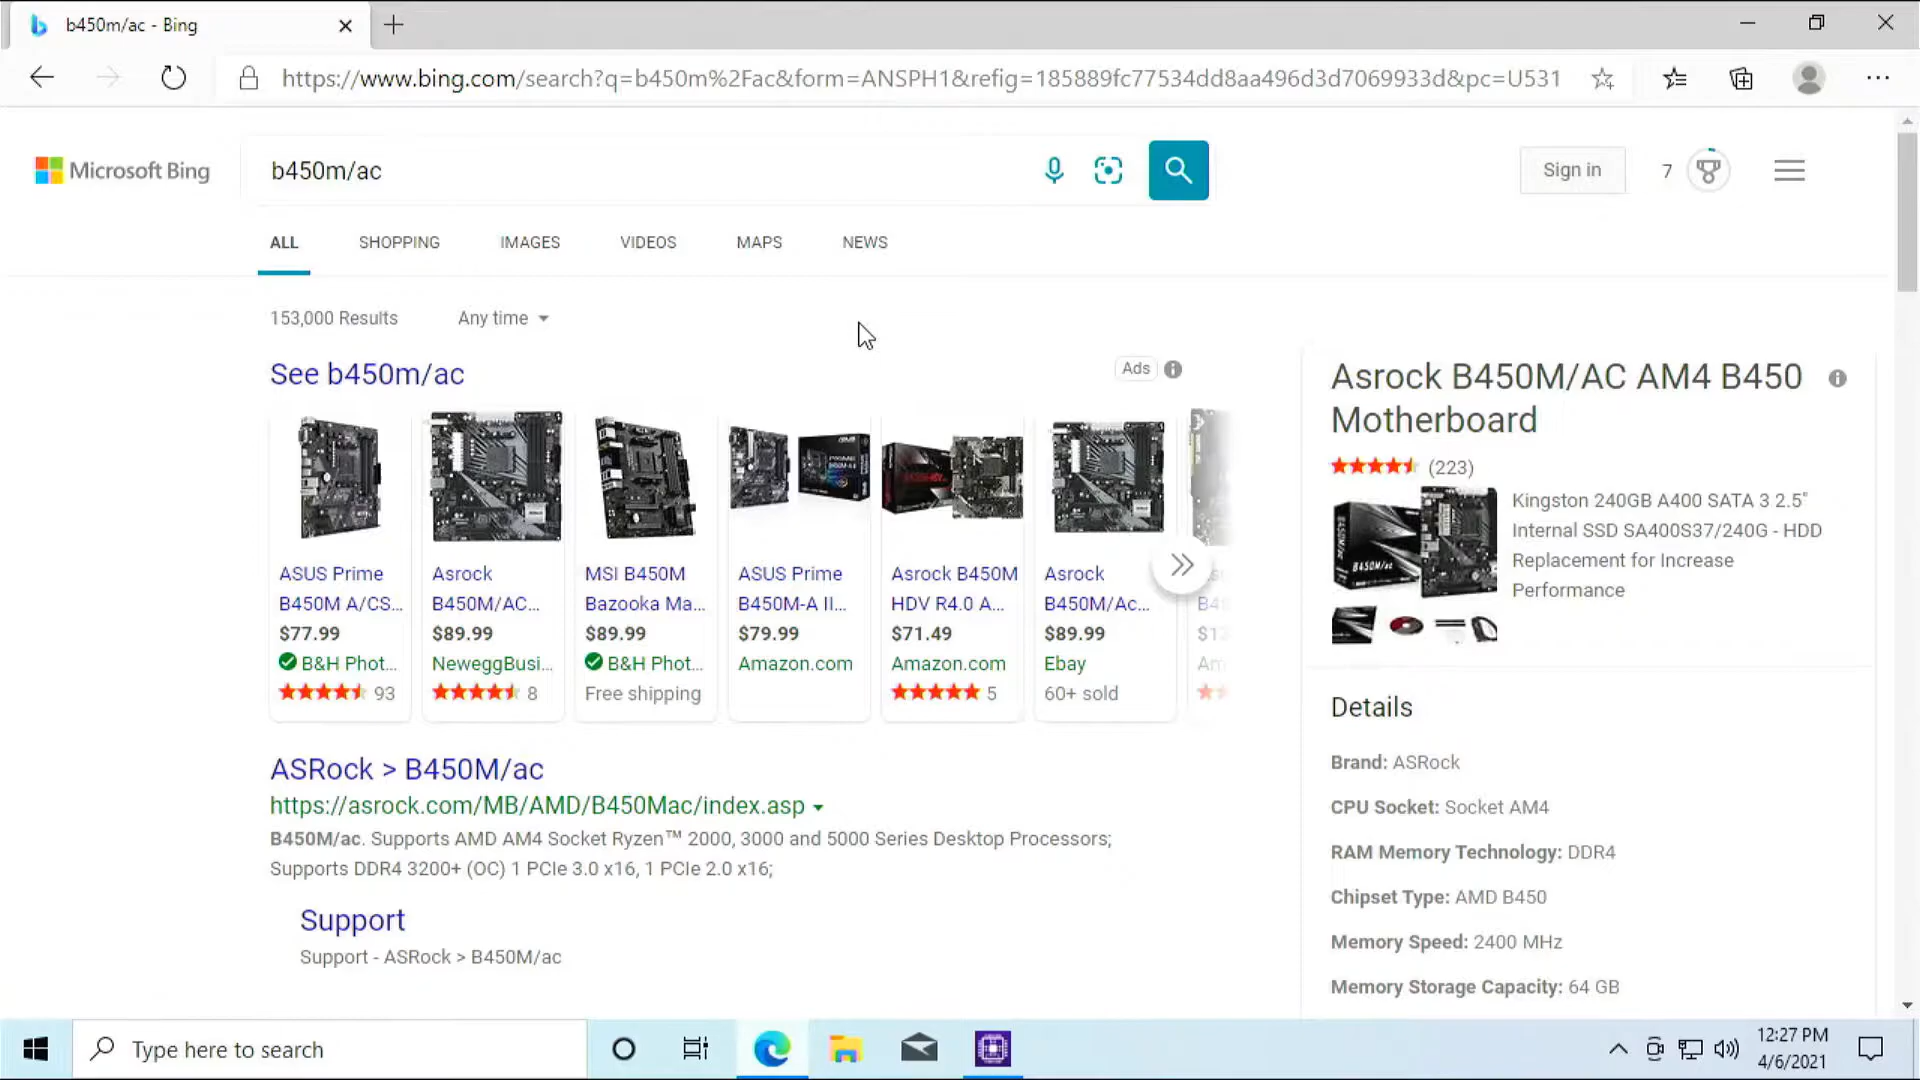 b450m/ac - Bing
https://www.bing.com/search?q=b450m%2Fac&form=ANSPH1&refig=185889fc77534dd8aa496d3d7069933d&pc=U531
Microsoft Bing
b450m/ac
Sign in
7
ALL
SHOPPING
IMAGES
VIDEOS
MAPS
NEWS
153,000 Results
Any time
See b450m/ac
Ads
ASUS Prime
B450M A/CS...
$77.99
B&H Phot...
93
Asrock
B450M/AC...
$89.99
NeweggBusi...
8
MSI B450M
Bazooka Ma...
$89.99
B&H Phot...
Free shipping
ASUS Prime
B450M-A II...
$79.99
Amazon.com
Asrock B450M
HDV R4.0 A...
$71.49
Amazon.com
5
Asrock
B450M/Ac...
$89.99
Ebay
60+ sold
ASRock > B450M/ac
https://asrock.com/MB/AMD/B450Mac/index.asp
B450M/ac. Supports AMD AM4 Socket Ryzen™ 2000, 3000 and 5000 Series Desktop Processors;
Supports DDR4 3200+ (OC) 1 PCIe 3.0 x16, 1 PCIe 2.0 x16;
Support
Support - ASRock > B450M/ac
Asrock B450M/AC AM4 B450
Motherboard
(223)
B450M/ac
Kingston 240GB A400 SATA 3 2.5"
Internal SSD SA400S37/240G - HDD
Replacement for Increase
Performance
Details
Brand: ASRock
CPU Socket: Socket AM4
RAM Memory Technology: DDR4
Chipset Type: AMD B450
Memory Speed: 2400 MHz
Memory Storage Capacity: 64 GB
Type here to search
12:27 PM
4/6/2021